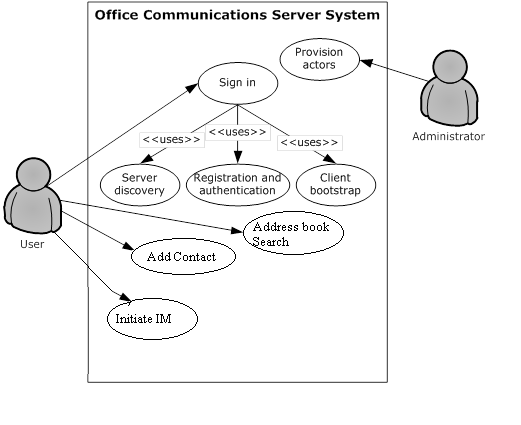 Office Communications Server System
Provision
actors
Sign in
Administrator
<<uses>>
<<uses>>
<<uses>>
Server
discovery
Registration and
authentication
Client
bootstrap
User
Address book
Search
Add Contact
Initiate IM